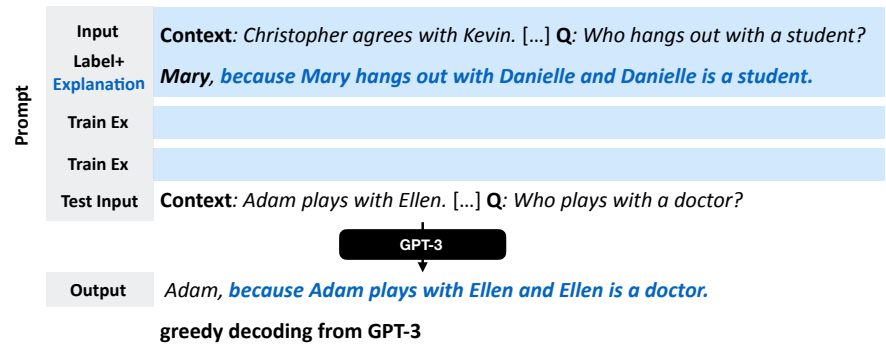 Prompt
Input
Context: Christopher agrees with Kevin. […] Q: Who hangs out with a student?
Label+
Explanation
Mary, because Mary hangs out with Danielle and Danielle is a student.
Train Ex
Train Ex
Test Input
Context: Adam plays with Ellen. […] Q: Who plays with a doctor?
GPT-3
Output
Adam, because Adam plays with Ellen and Ellen is a doctor.
greedy decoding from GPT-3